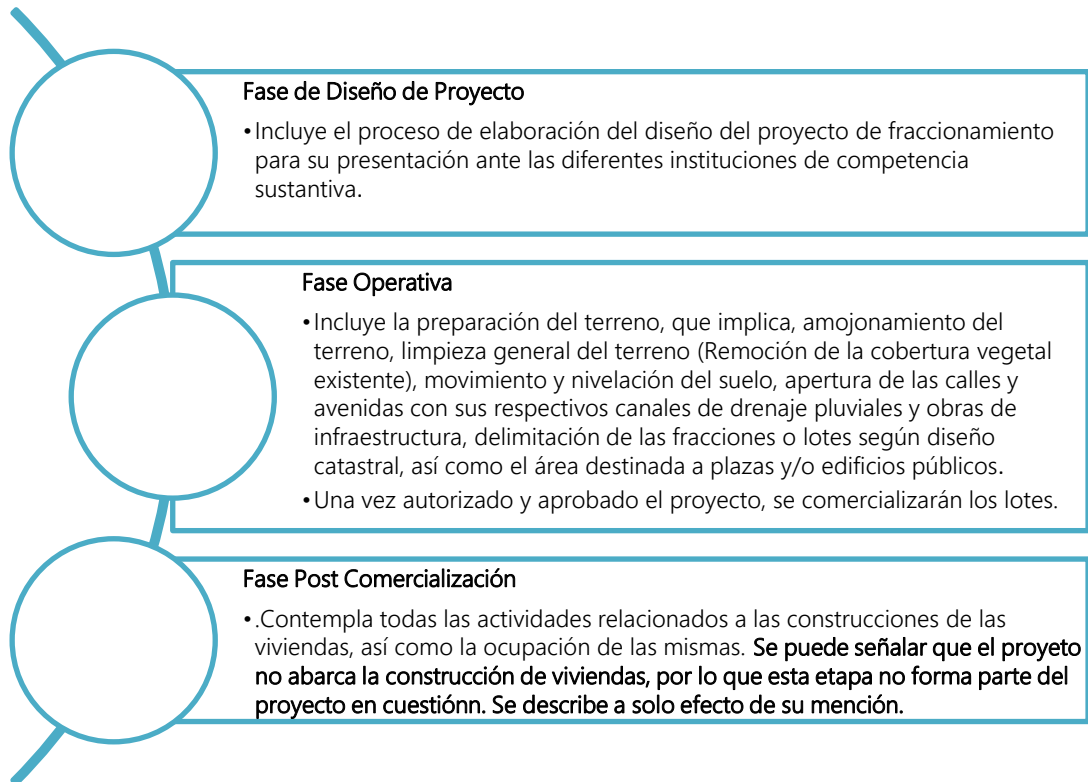 Fase de Diseño de Proyecto
•Incluye el proceso de elaboración del diseño del proyecto de fraccionamiento
para su presentación ante las diferentes instituciones de competencia
sustantiva.
Fase Operativa
•Incluye la preparación del terreno, que implica, amojonamiento del
terreno, limpieza general del terreno (Remoción de la cobertura vegetal
existente), movimiento y nivelación del suelo, apertura de las calles y
avenidas con sus respectivos canales de drenaje pluviales y obras de
infraestructura, delimitación de las fracciones o lotes según diseño
catastral, así como el área destinada a plazas y/o edificios públicos.
•Una vez autorizado y aprobado el proyecto, se comercializarán los lotes.
Fase Post Comercialización
•.Contempla todas las actividades relacionados a las construcciones de las
viviendas, así como la ocupación de las mismas. Se puede señalar que el proyeto
no abarca la construcción de viviendas, por lo que esta etapa no forma parte del
proyecto en cuestiónn. Se describe a solo efecto de su mención.